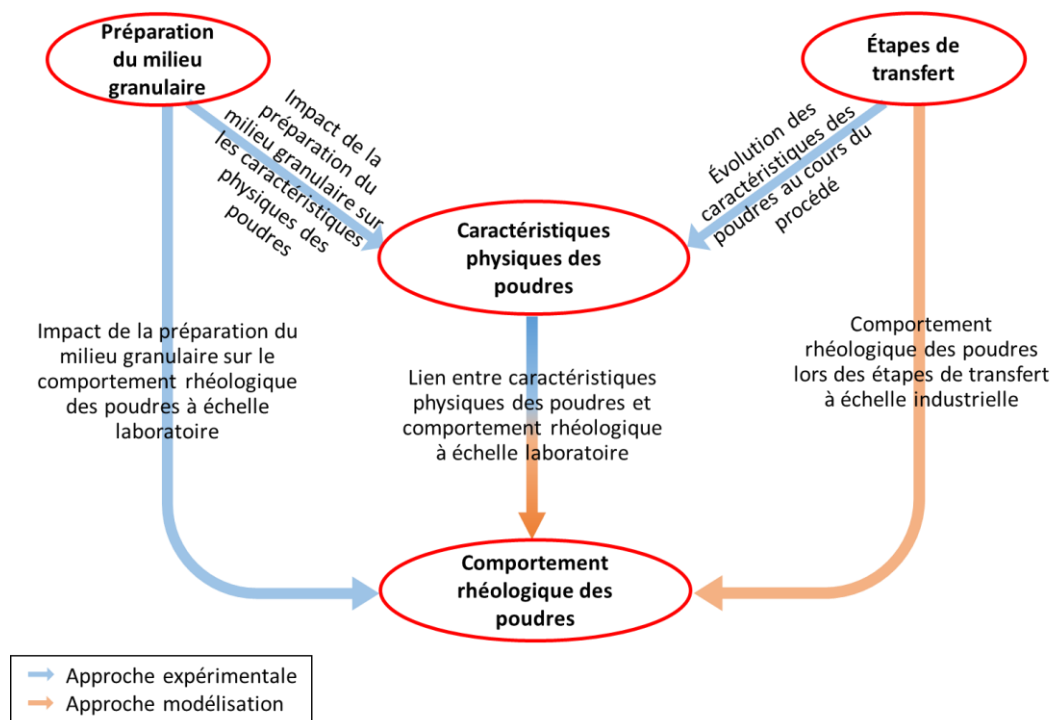 Préparation
du milieu
granulaire
Étapes de
transfert
Impact de la
préparation du
milieu granulaire sur
les caractéristiques
physiques des
poudres
Évolution des
caractéristiques des
poudres au cours du
procédé
Caractéristiques
physiques des
poudres
Impact de la préparation du
milieu granulaire sur le
comportement rhéologique
des poudres à échelle
laboratoire
Lien entre caractéristiques
physiques des poudres et
comportement rhéologique
à échelle laboratoire
Comportement
rhéologique des poudres
lors des étapes de transfert
à échelle industrielle
Comportement
rhéologique des
poudres
Approche expérimentale
Approche modélisation